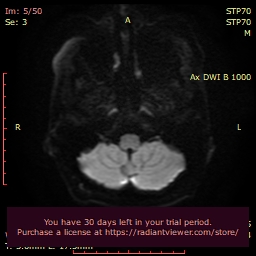 Im: 5/50
Se: 3
STP70
STP70
M
A
Ax DWI B 1000
R
L
You have 30 days left in your trial period.
Purchase a license at https://radiantviewer.com/store/